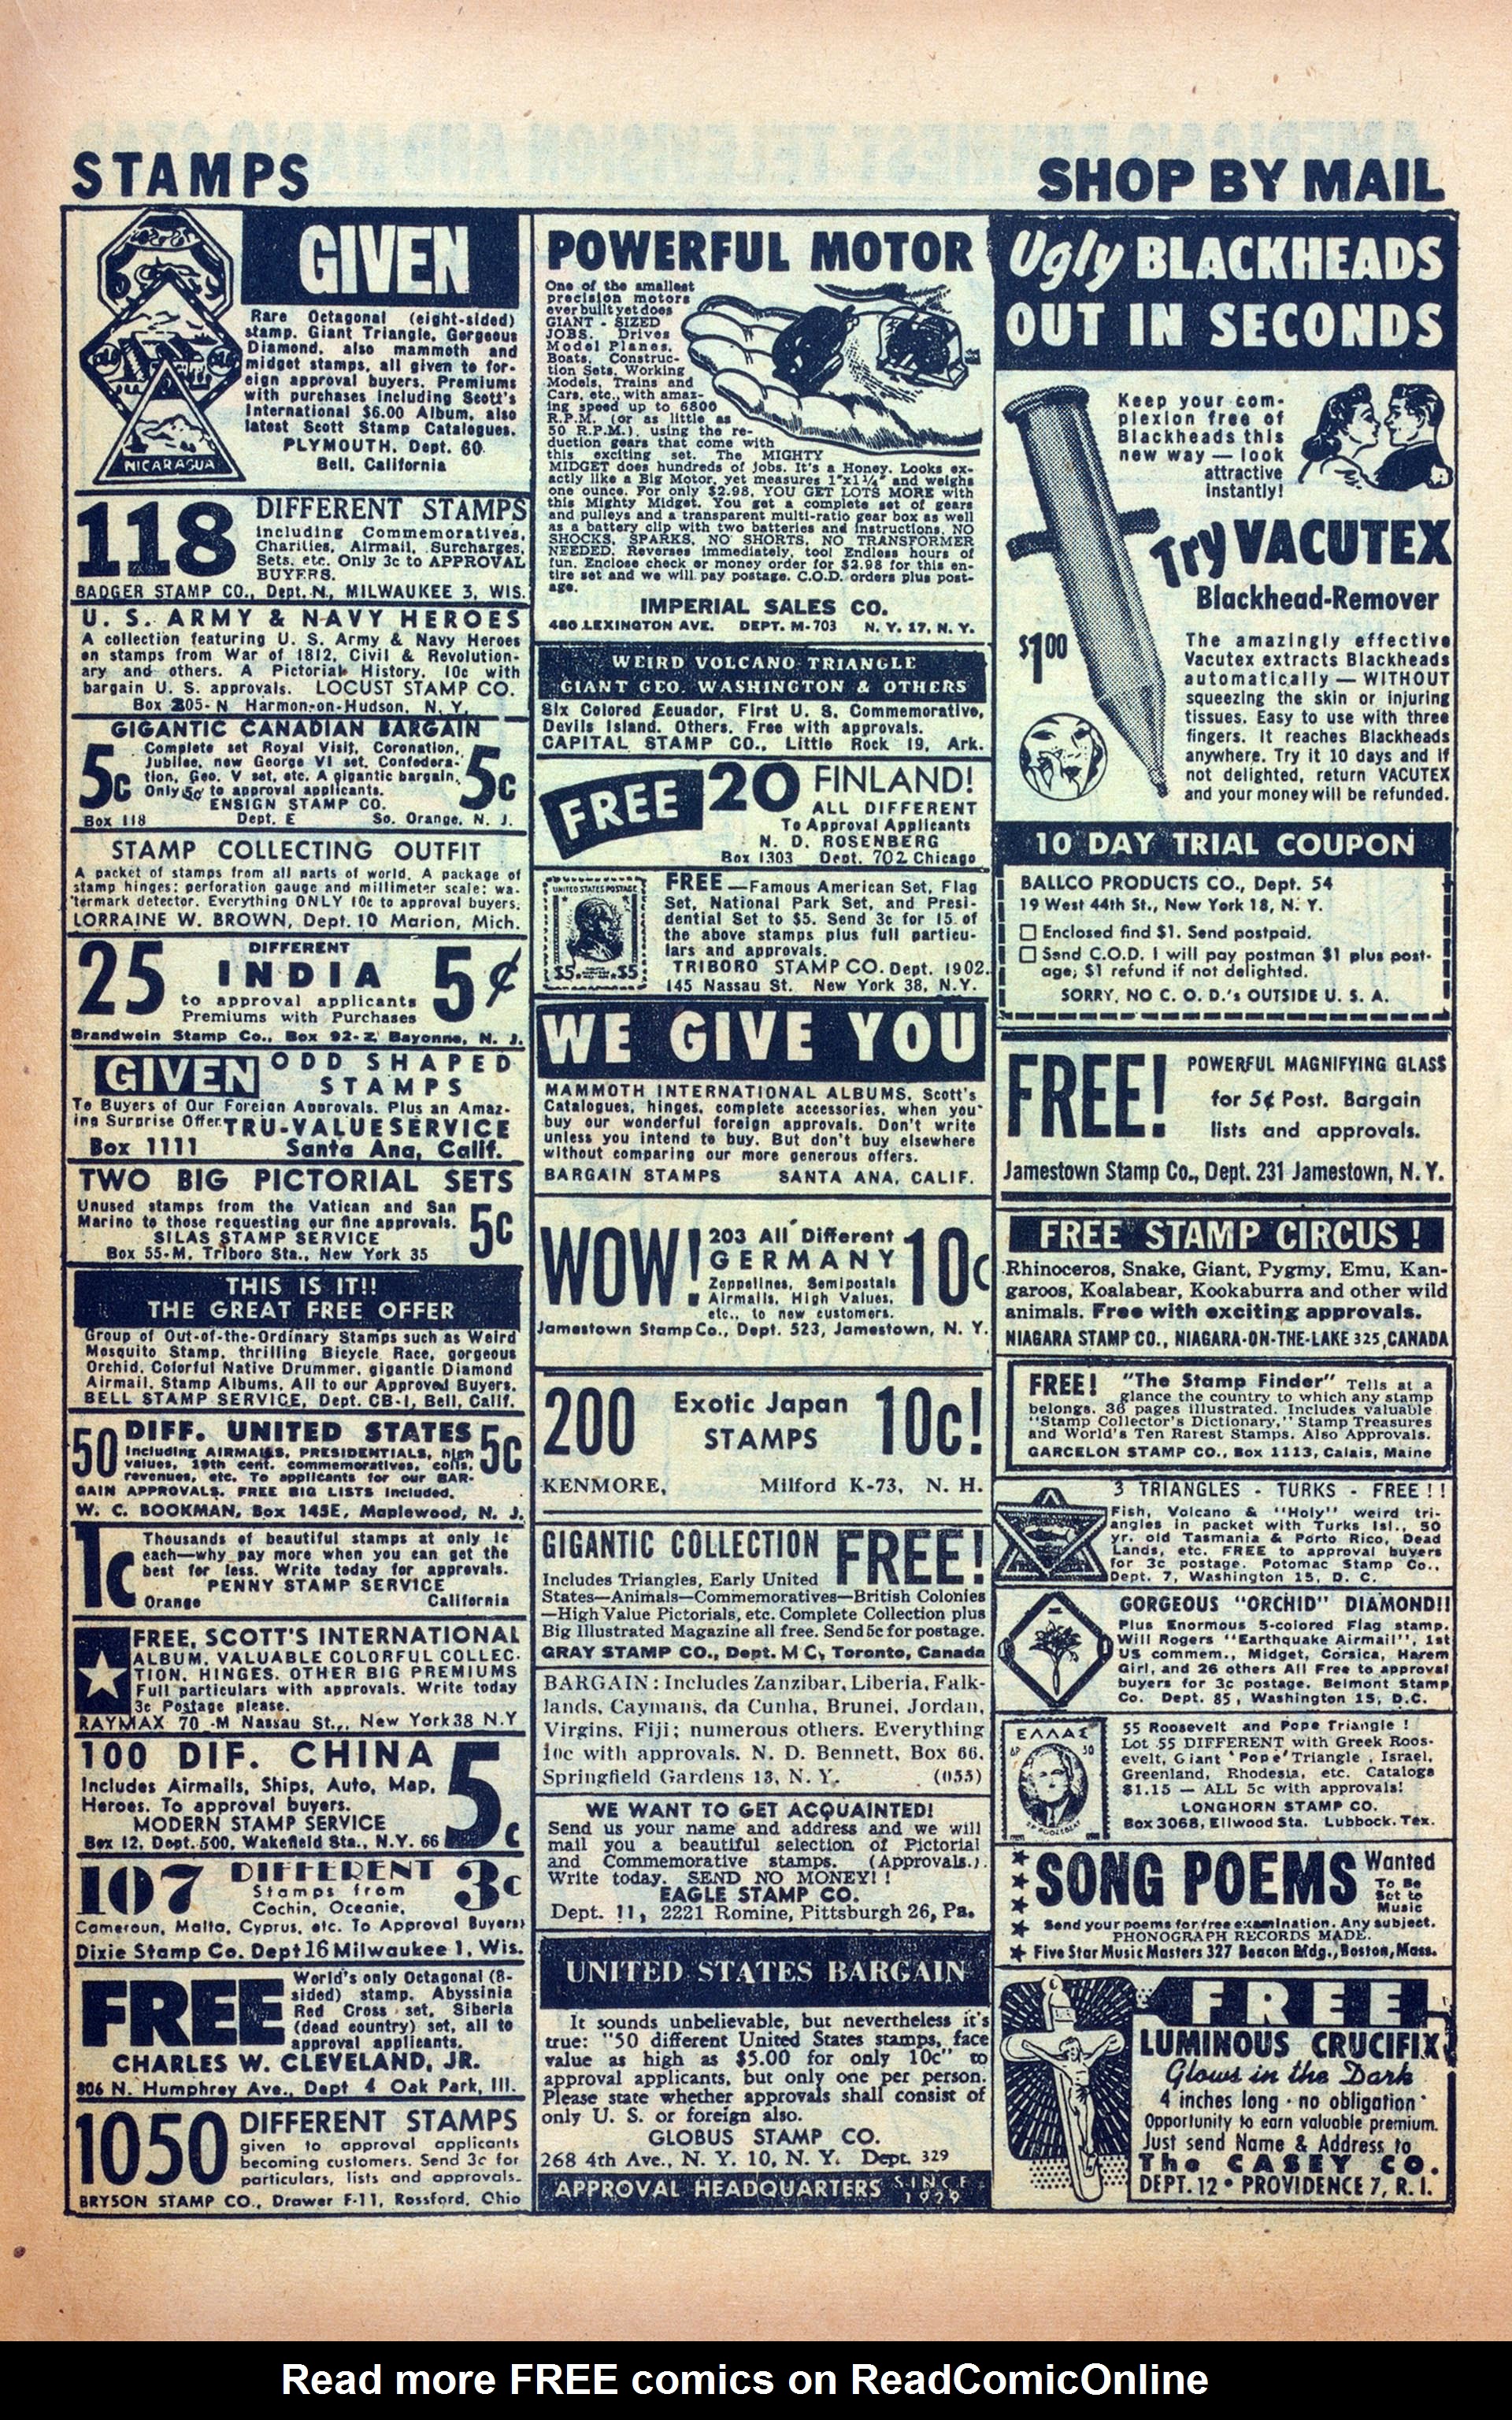 STAMPS
SHOP BY MAIL
GIVEN
Rare Octagonal (eight-sided)
stamp. Giant Triangle, Gorgeous
Diamond, also mammoth and
midget stamps, all given to for-
eign approval buyers. Premiums
with purchases including Scott's
International $6.00 Album, also
latest Scott Stamp Catalogues.
PLYMOUTH, Dept. 60
Bell, California
NICARAGUA
118
DIFFERENT STAMPS
including Commemoratives,
Charities, Airmail, Surcharges,
Sets. etc. Only 3c to APPROVAL
BUYERS.
BADGER STAMP CO., Dept. N, MILWAUKEE 3, WIS.
U. S. ARMY & NAVY HEROES
A collection featuring U. S. Army & Navy Heroes
on stamps from War of 1812, Civil & Revolution-
ary and others. A Pictorial History. 10c with
bargain U. S. approvals. LOCUST STAMP CO.
Box 205-N Harmon-on-Hudson, N. Y.
GIGANTIC CANADIAN BARGAIN
5c
Complete set Royal Visit, Coronation,
Jubilee, new George VI set, Confedera-
tion, Geo. V set, etc. A gigantic bargain.
Only 5c to approval applicants.
5c
ENSIGN STAMP CO.
Box 118 Dept. E So. Orange, N. J.
STAMP COLLECTING OUTFIT
A packet of stamps from all parts of world. A package of
stamp hinges; perforation gauge and millimeter scale; wa-
termark detector. Everything ONLY 10c to approval buyers.
LORRAINE W. BROWN, Dept. 10 Marion, Mich.
25
DIFFERENT
INDIA
to approval applicants
Premiums with Purchases
5¢
Brandwein Stamp Co., Box 92-Z, Bayonne, N. J.
GIVEN
ODD SHAPED
STAMPS
To Buyers of Our Foreign Approvals. Plus an Amaz-
ing Surprise Offer. TRU-VALUE SERVICE
Box 1111 Santa Ana, Calif.
TWO BIG PICTORIAL SETS
Unused stamps from the Vatican and San
Marino to those requesting our fine approvals.
SILAS STAMP SERVICE
Box 55-M, Triboro Sta., New York 35
5c
THIS IS IT!!
THE GREAT FREE OFFER
Group of Out-of-the-Ordinary Stamps such as Weird
Mosquito Stamp, thrilling Bicycle Race, gorgeous
Orchid, Colorful Native Drummer, gigantic Diamond
Airmail. Stamp Albums. All to our Approved Buyers.
BELL STAMP SERVICE, Dept. CB-1, Bell, Calif.
50
DIFF. UNITED STATES
5c
including AIRMAILS, PRESIDENTIALS, high
values, 19th cent. commemoratives, coils,
revenues, etc. To applicants for our BAR-
GAIN APPROVALS. FREE BIG LISTS included.
W. C. BOOKMAN, Box 145E, Maplewood, N. J.
1c
Thousands of beautiful stamps at only 1c
each—why pay more when you can get the
best for less. Write today for approvals.
PENNY STAMP SERVICE
Orange California
FREE, SCOTT'S INTERNATIONAL
ALBUM, VALUABLE COLORFUL COLLEC-
TION, HINGES, OTHER BIG PREMIUMS
Full particulars with approvals. Write today
3c Postage please.
RAYMAX 70-M Nassau St., New York 38 N.Y
100 DIF. CHINA
Includes Airmails, Ships, Auto, Map,
Heroes. To approval buyers.
MODERN STAMP SERVICE
Box 12, Dept. 500, Wakefield Sta., N.Y. 66
5c
107
DIFFERENT
Stamps from
Cochin, Oceanie,
3c
Cameroun, Malta, Cyprus, etc. To Approval Buyers
Dixie Stamp Co. Dept 16 Milwaukee 1, Wis.
FREE
World's only Octagonal (8-
sided) stamp. Abyssinia
Red Cross set, Siberia
(dead country) set, all to
approval applicants.
CHARLES W. CLEVELAND, JR.
806 N. Humphrey Ave., Dept 4 Oak Park, Ill.
1050
DIFFERENT STAMPS
given to approval applicants
becoming customers. Send 3c for
particulars, lists and approvals.
BRYSON STAMP CO., Drawer F-11, Rossford, Ohio
POWERFUL MOTOR
One of the smallest
precision motors
ever built yet does
GIANT-SIZED
JOBS. Drives
Model Planes,
Boats, Construc-
tion Sets, Working
Models, Trains and
Cars, etc., with amaz-
ing speed up to 6800
R.P.M. (or as little as
50 R.P.M.), using the re-
duction gears that come with
this exciting set. The MIGHTY
MIDGET does hundreds of jobs. It's a Honey. Looks ex-
actly like a Big Motor, yet measures 1"x1¼" and weighs
one ounce. For only $2.98, YOU GET LOTS MORE with
this Mighty Midget. You get a complete set of gears
and pulleys and a transparent multi-ratio gear box as well
as a battery clip with two batteries and instructions. NO
SHOCKS, SPARKS, NO SHORTS, NO TRANSFORMER
NEEDED. Reverses immediately, too! Endless hours of
fun. Enclose check or money order for $2.98 for this en-
tire set and we will pay postage. C.O.D. orders plus post-
age.
IMPERIAL SALES CO.
480 LEXINGTON AVE. DEPT. M-703 N. Y. 17, N. Y.
WEIRD VOLCANO TRIANGLE
GIANT GEO. WASHINGTON & OTHERS
Six Colored Ecuador, First U. S. Commemorative,
Devils Island. Others. Free with approvals.
CAPITAL STAMP CO., Little Rock 19, Ark.
FREE 20 FINLAND!
ALL DIFFERENT
To Approval Applicants
N. D. ROSENBERG
Box 1303 Dept. 702 Chicago
UNITED STATES POSTAGE
$5. $5
FREE—Famous American Set, Flag
Set, National Park Set, and Presi-
dential Set to $5. Send 3c for 15 of
the above stamps plus full particu-
lars and approvals.
TRIBORO STAMP CO. Dept. 1902.
145 Nassau St. New York 38, N.Y.
WE GIVE YOU
MAMMOTH INTERNATIONAL ALBUMS, Scott's
Catalogues, hinges, complete accessories, when you
buy our wonderful foreign approvals. Don't write
unless you intend to buy. But don't buy elsewhere
without comparing our more generous offers.
BARGAIN STAMPS SANTA ANA, CALIF.
WOW!
203 All Different
GERMANY
Zeppelines, Semipostals
Airmails, High Values,
etc., to new customers.
10c
Jamestown Stamp Co., Dept. 523, Jamestown, N. Y.
200 Exotic Japan
STAMPS 10c!
KENMORE, Milford K-73, N. H.
GIGANTIC COLLECTION FREE!
Includes Triangles, Early United
States—Animals—Commemoratives—British Colonies
—High Value Pictorials, etc. Complete Collection plus
Big Illustrated Magazine all free. Send 5c for postage.
GRAY STAMP CO., Dept. MC, Toronto, Canada
BARGAIN: Includes Zanzibar, Liberia, Falk-
lands, Caymans, da Cunha, Brunei, Jordan,
Virgins, Fiji; numerous others. Everything
10c with approvals. N. D. Bennett, Box 66,
Springfield Gardens 13, N. Y. (055)
WE WANT TO GET ACQUAINTED!
Send us your name and address and we will
mail you a beautiful selection of Pictorial
and Commemorative stamps. (Approvals.)
Write today. SEND NO MONEY!!
EAGLE STAMP CO.
Dept. 11, 2221 Romine, Pittsburgh 26, Pa.
UNITED STATES BARGAIN
It sounds unbelievable, but nevertheless it's
true: "50 different United States stamps, face
value as high as $5.00 for only 10c" to
approval applicants, but only one per person.
Please state whether approvals shall consist of
only U. S. or foreign also.
GLOBUS STAMP CO.
268 4th Ave., N. Y. 10, N. Y. Dept. 329
APPROVAL HEADQUARTERS SINCE 1929
Ugly BLACKHEADS
OUT IN SECONDS
Keep your com-
plexion free of
Blackheads this
new way — look
attractive
instantly!
Try VACUTEX
Blackhead-Remover
$1.00
The amazingly effective
Vacutex extracts Blackheads
automatically—WITHOUT
squeezing the skin or injuring
tissues. Easy to use with three
fingers. It reaches Blackheads
anywhere. Try it 10 days and if
not delighted, return VACUTEX
and your money will be refunded.
10 DAY TRIAL COUPON
BALLCO PRODUCTS CO., Dept. 54
19 West 44th St., New York 18, N. Y.
Enclosed find $1. Send postpaid.
Send C.O.D. I will pay postman $1 plus post-
age; $1 refund if not delighted.
SORRY, NO C. O. D.'s OUTSIDE U. S. A.
FREE!
POWERFUL MAGNIFYING GLASS
for 5¢ Post. Bargain
lists and approvals.
Jamestown Stamp Co., Dept. 231 Jamestown, N. Y.
FREE STAMP CIRCUS!
Rhinoceros, Snake, Giant, Pygmy, Emu, Kan-
garoos, Koalabear, Kookaburra and other wild
animals. Free with exciting approvals.
NIAGARA STAMP CO., NIAGARA-ON-THE-LAKE 325, CANADA
FREE! "The Stamp Finder" Tells at a
glance the country to which any stamp
belongs. 36 pages illustrated. Includes valuable
"Stamp Collector's Dictionary," Stamp Treasures
and World's Ten Rarest Stamps. Also Approvals.
GARCELON STAMP CO., Box 1113, Calais, Maine
3 TRIANGLES - TURKS - FREE!!
Fish, Volcano & "Holy" weird tri-
angles in packet with Turks Isl., 50
yr. old Tasmania & Porto Rico, Dead
Lands, etc. FREE to approval buyers
for 3c postage. Potomac Stamp Co.,
Dept. 7, Washington 15, D. C.
GORGEOUS "ORCHID" DIAMOND!!
Plus Enormous 5-colored Flag stamp.
Will Rogers "Earthquake Airmail", 1st
US commem., Midget, Corsica, Harem
Girl, and 26 others All Free to approval
buyers for 3c postage. Belmont Stamp
Co. Dept. 85, Washington 15, D.C.
ΕΛΛΑΣ
ΔΡ 30
55 Roosevelt and Pope Triangle!
Lot 55 DIFFERENT with Greek Roos-
evelt, Giant 'Pope' Triangle, Israel,
Greenland, Rhodesia, etc. Catalogs
$1.15 — ALL 5c with approvals!
LONGHORN STAMP CO.
Box 3068, Ellwood Sta. Lubbock, Tex.
SONG POEMS Wanted
To Be
Set to
Music
Send your poems for free examination. Any subject.
PHONOGRAPH RECORDS MADE.
Five Star Music Masters 327 Beacon Bldg., Boston, Mass.
FREE
LUMINOUS CRUCIFIX
Glows in the Dark
4 inches long · no obligation
Opportunity to earn valuable premium.
Just send Name & Address to
The CASEY CO.
DEPT. 12 • PROVIDENCE 7, R. I.
Read more FREE comics on ReadComicOnline